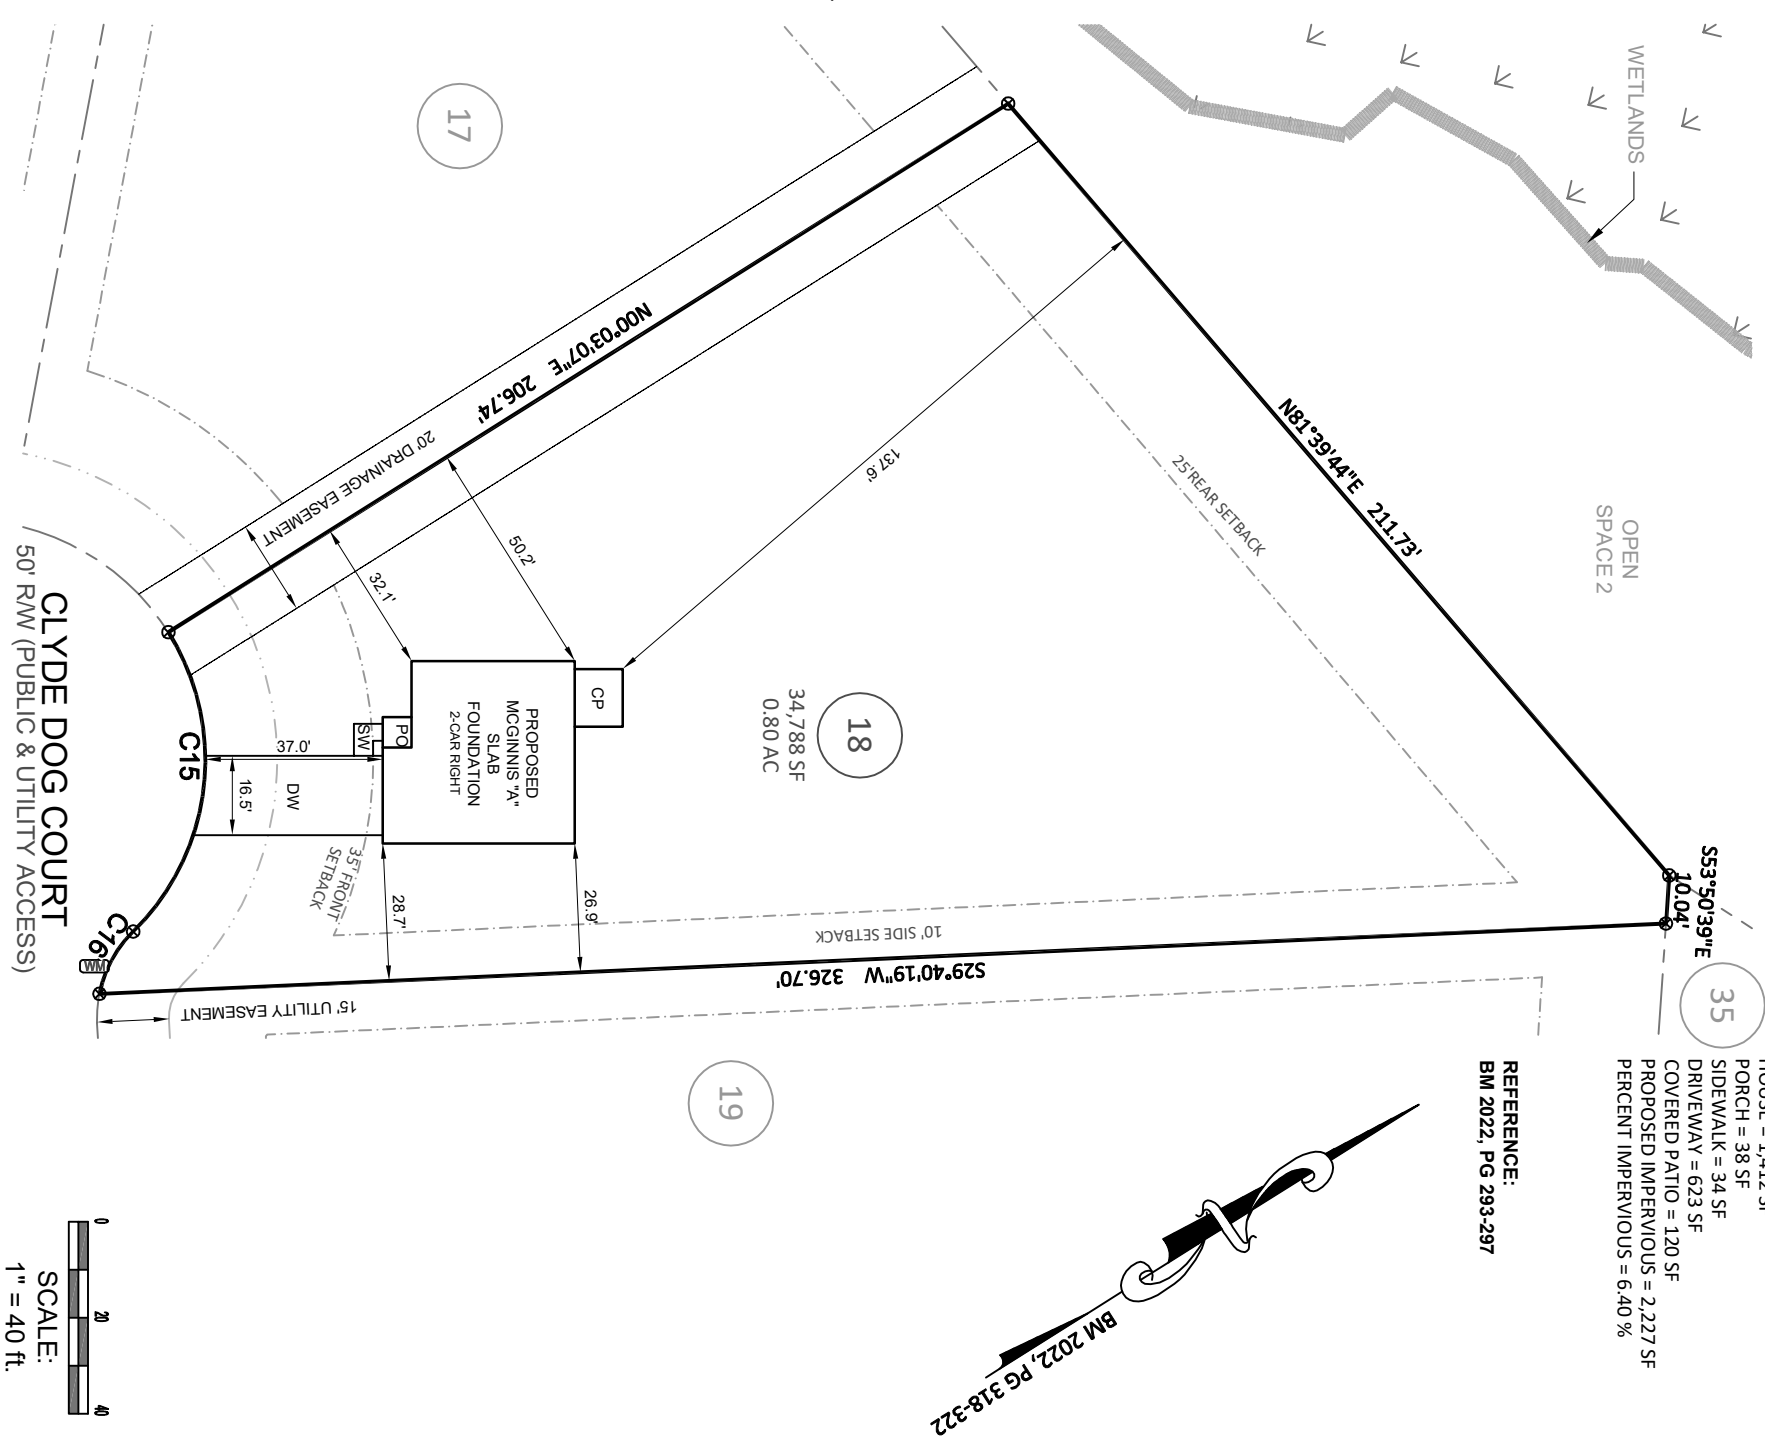 WETLANDS
17
N00°03'07"E 206.74'
20' DRAINAGE EASEMENT
137.6'
N81°39'44"E 211.73'
25'REAR SETBACK
OPEN
SPACE 2
50.2'
32.1'
CP
PROPOSED
MCGINNIS "A"
SLAB
FOUNDATION
2-CAR RIGHT
PO
SW
18
34,788 SF
0.80 AC
C15
37.0'
16.5'
DW
35' FRONT
SETBACK
28.7'
26.9'
10' SIDE SETBACK
S29°40'19"W 326.70'
S53°50'39"E
10.04'
C16
WM
15' UTILITY EASEMENT
CLYDE DOG COURT
50' R/W (PUBLIC & UTILITY ACCESS)
35
19
HOUSE = 1,412 SF
PORCH = 38 SF
SIDEWALK = 34 SF
DRIVEWAY = 623 SF
COVERED PATIO = 120 SF
PROPOSED IMPERVIOUS = 2,227 SF
PERCENT IMPERVIOUS = 6.40 %
REFERENCE:
BM 2022, PG 293-297
N
BM 2022, PG 318-322
0 20 40
SCALE:
1" = 40 ft.